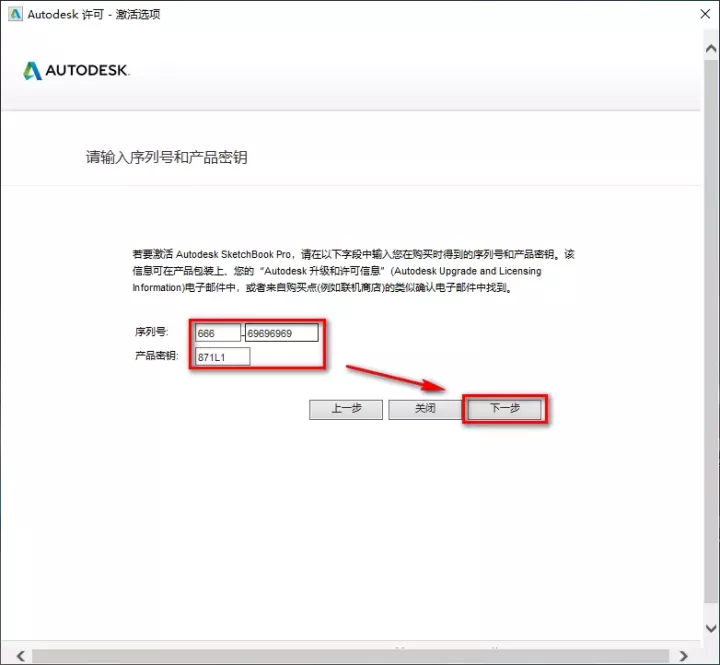 Autodesk 许可 - 激活选项
AUTODESK.
请输入序列号和产品密钥
若要激活 Autodesk SketchBook Pro，请在以下字段中输入您在购买时得到的序列号和产品密钥。该
信息可在产品包装上、您的“Autodesk 升级和许可信息”(Autodesk Upgrade and Licensing
Information)电子邮件中，或者来自购买点(例如联机商店)的类似确认电子邮件中找到。
序列号: 666 - 69696969
产品密钥: 871L1
上一步 关闭 下一步